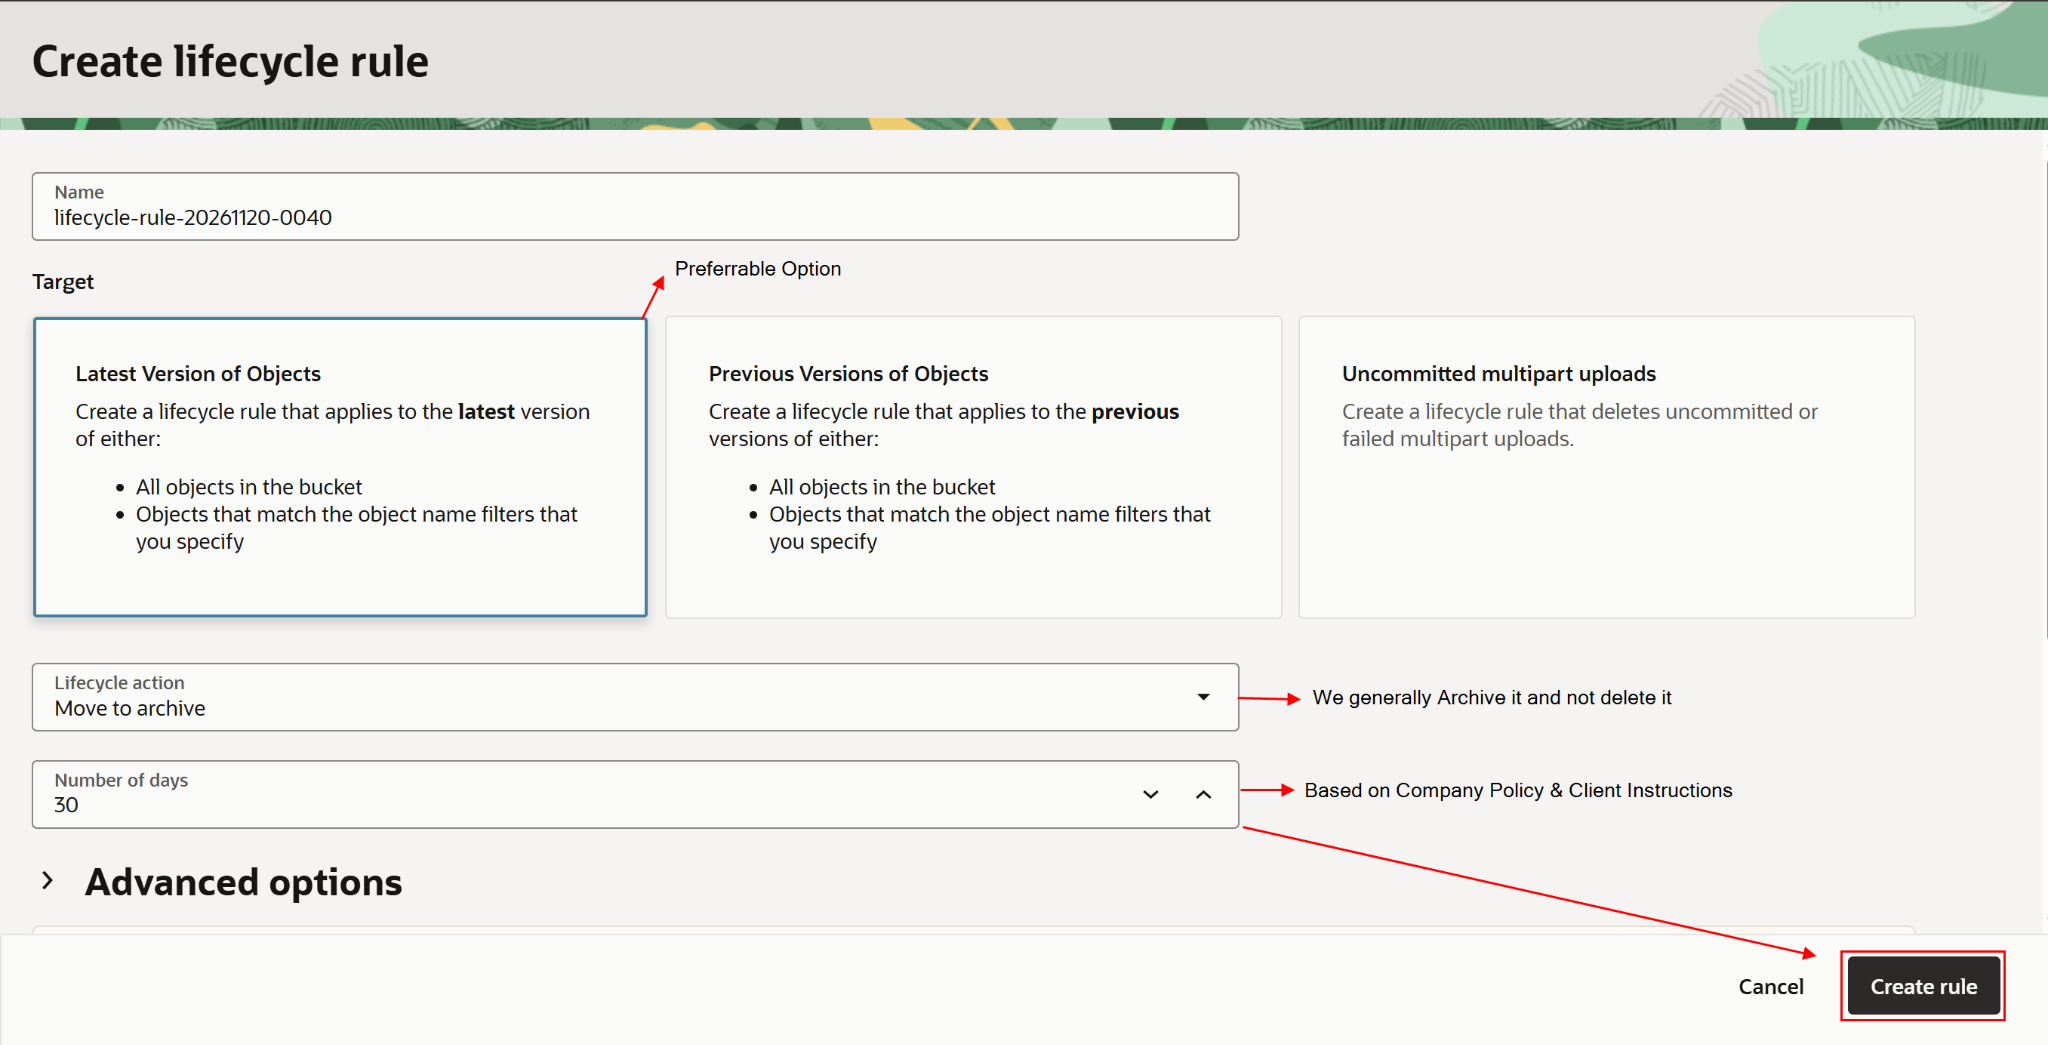 Create lifecycle rule
Name
lifecycle-rule-20261120-0040
Target
Preferrable Option
Latest Version of Objects
Create a lifecycle rule that applies to the latest version
of either:
All objects in the bucket
Objects that match the object name filters that
you specify
Previous Versions of Objects
Create a lifecycle rule that applies to the previous
versions of either:
All objects in the bucket
Objects that match the object name filters that
you specify
Uncommitted multipart uploads
Create a lifecycle rule that deletes uncommitted or
failed multipart uploads.
Lifecycle action
Move to archive
We generally Archive it and not delete it
Number of days
30
Based on Company Policy & Client Instructions
Advanced options
Cancel
Create rule